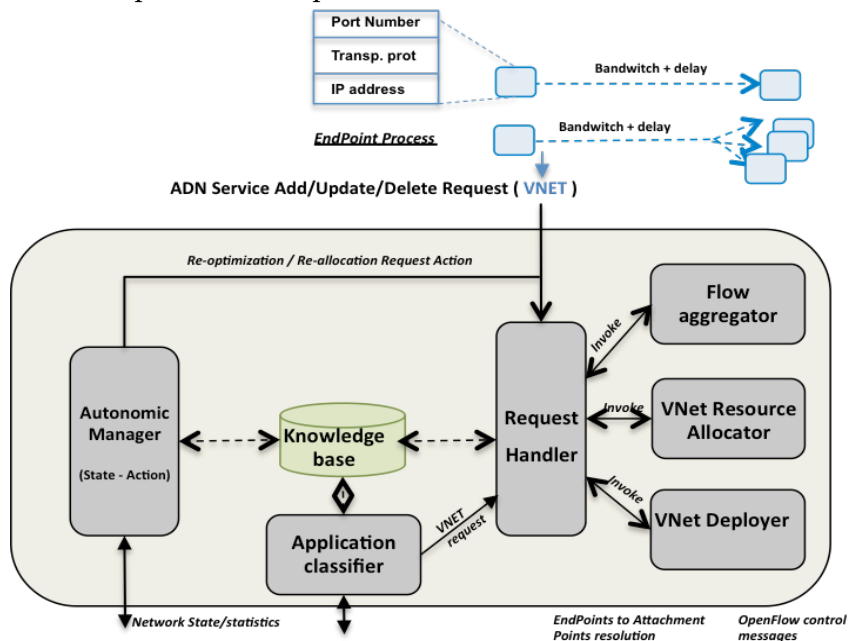 Port Number
Transp. prot
IP address
Bandwitch + delay
EndPoint Process
Bandwitch + delay
ADN Service Add/Update/Delete Request ( VNET )
Re-optimization / Re-allocation Request Action
Flow
aggregator
Invoke
Autonomic
Manager
(State - Action)
Knowledge
base
Request
Handler
Invoke
VNet Resource
Allocator
Invoke
VNet Deployer
VNET
request
Application
classifier
Network State/statistics
EndPoints to Attachment
Points resolution
OpenFlow control
messages